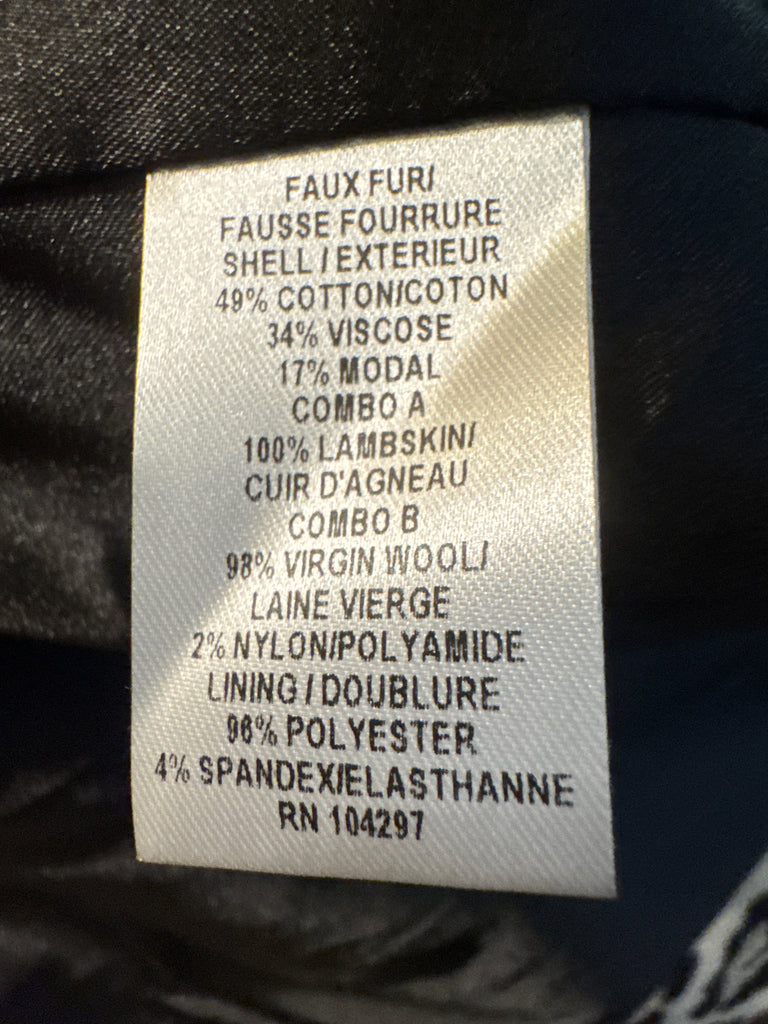 FAUX FUR/
FAUSSE FOURRURE
SHELL / EXTERIEUR
49% COTTON/COTON
34% VISCOSE
17% MODAL
COMBO A
100% LAMBSKIN/
CUIR D'AGNEAU
COMBO B
98% VIRGIN WOOL/
LAINE VIERGE
2% NYLON/POLYAMIDE
LINING / DOUBLURE
96% POLYESTER
4% SPANDEX/ELASTHANNE
RN 104297